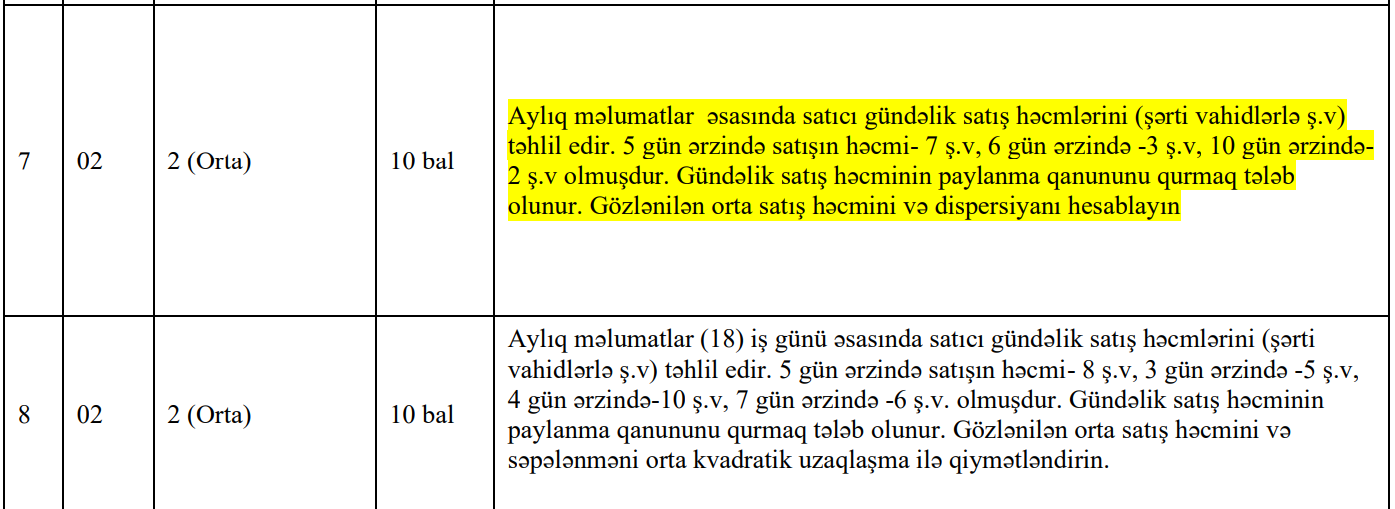 7
02
2 (Orta)
10 bal
Aylıq məlumatlar əsasında satıcı gündəlik satış həcmlərini (şərti vahidlərlə ş.v)
təhlil edir. 5 gün ərzində satışın həcmi- 7 ş.v, 6 gün ərzində -3 ş.v, 10 gün ərzində-
2 ş.v olmuşdur. Gündəlik satış həcminin paylanma qanununu qurmaq tələb
olunur. Gözlənilən orta satış həcmini və dispersiyanı hesablayın
8
02
2 (Orta)
10 bal
Aylıq məlumatlar (18) iş günü əsasında satıcı gündəlik satış həcmlərini (şərti
vahidlərlə ş.v) təhlil edir. 5 gün ərzində satışın həcmi- 8 ş.v, 3 gün ərzində -5 ş.v,
4 gün ərzində-10 ş.v, 7 gün ərzində -6 ş.v. olmuşdur. Gündəlik satış həcminin
paylanma qanununu qurmaq tələb olunur. Gözlənilən orta satış həcmini və
səpələnməni orta kvadratik uzaqlaşma ilə qiymətləndirin.